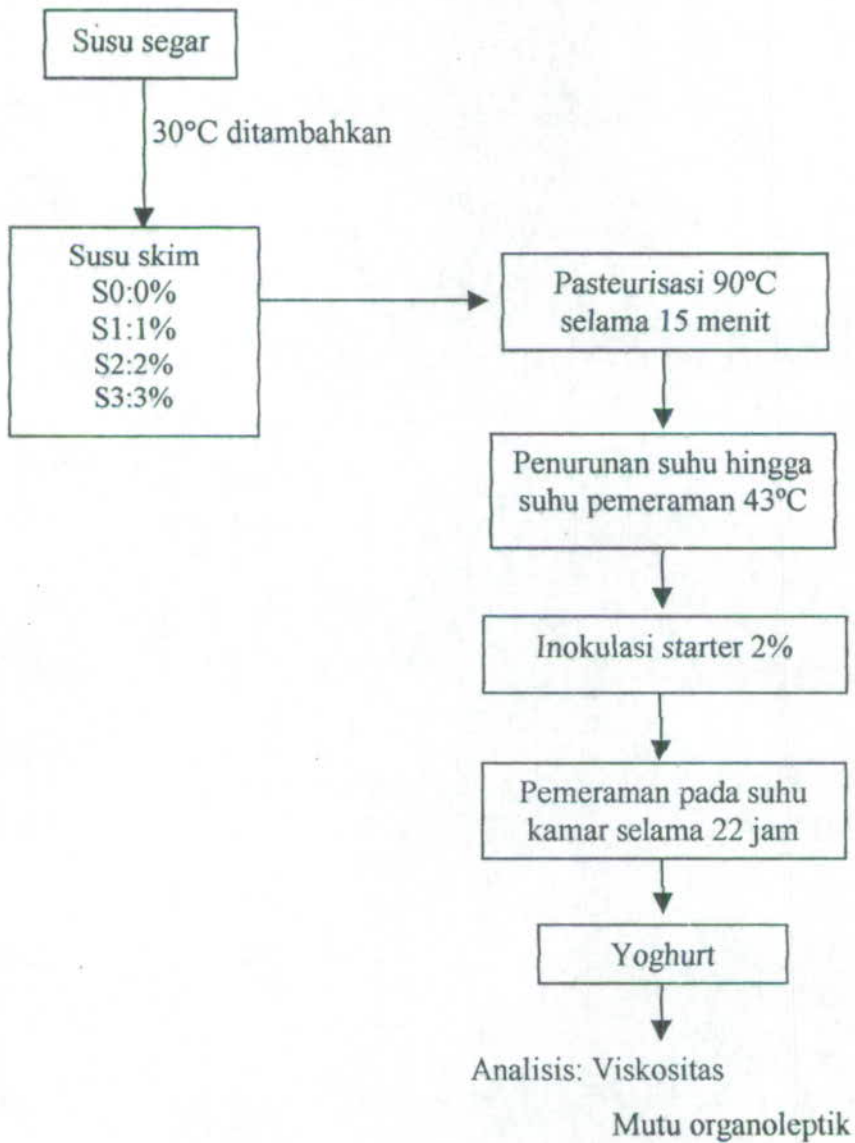 Susu segar
30°C ditambahkan
Susu skim
S0:0%
S1:1%
S2:2%
S3:3%
Pasteurisasi 90°C
selama 15 menit
Penurunan suhu hingga
suhu pemeraman 43°C
Inokulasi starter 2%
Pemeraman pada suhu
kamar selama 22 jam
Yoghurt
Analisis: Viskositas
Mutu organoleptik